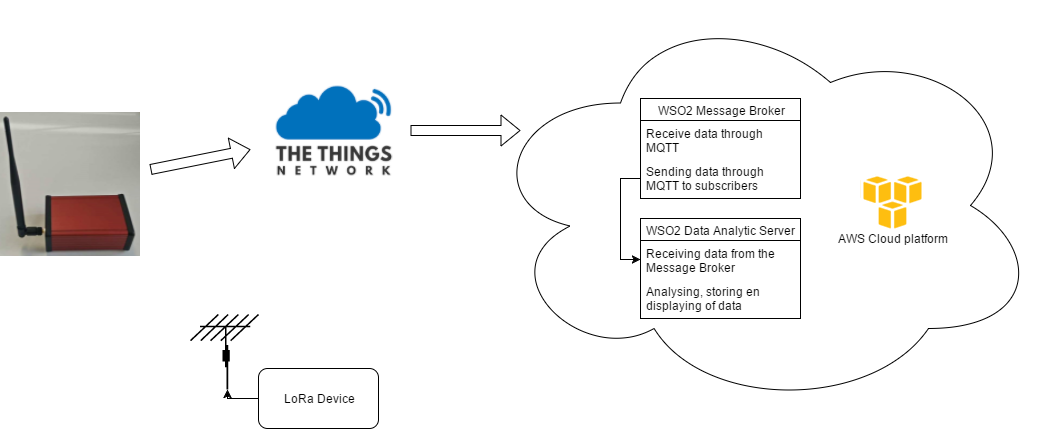 THE THINGS
NETWORK
WSO2 Message Broker
Receive data through
MQTT
Sending data through
MQTT to subscribers
WSO2 Data Analytic Server
Receiving data from the
Message Broker
Analysing, storing en
displaying of data
AWS Cloud platform
LoRa Device